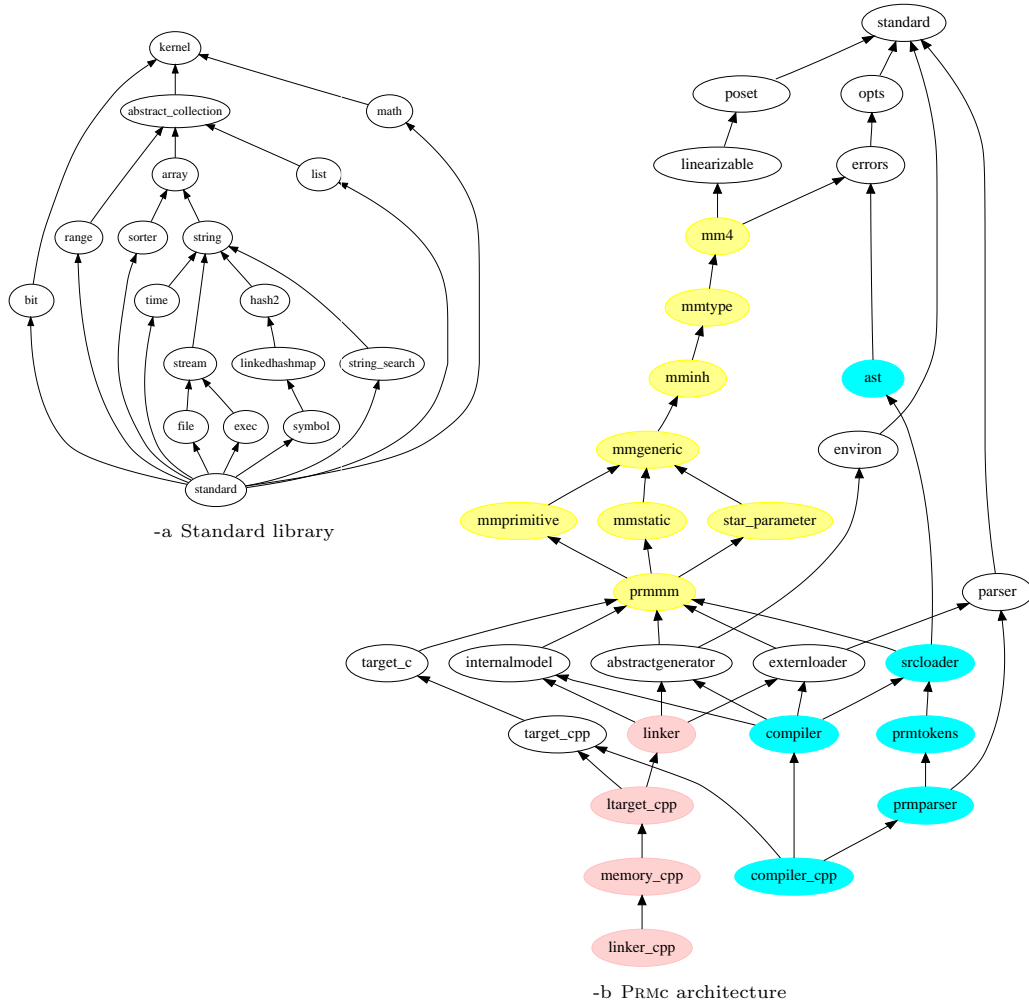 kernel
abstract_collection
math
array
list
range
sorter
string
bit
time
hash2
stream
linkedhashmap
string_search
file
exec
symbol
standard
-a Standard library
standard
poset
opts
linearizable
errors
mm4
mmtype
mminh
ast
mmgeneric
environ
mmprimitive
mmstatic
star_parameter
prmmm
parser
target_c
internalmodel
abstractgenerator
externloader
srcloader
target_cpp
linker
compiler
prmtokens
ltarget_cpp
prmparser
memory_cpp
compiler_cpp
linker_cpp
-b PRMC architecture